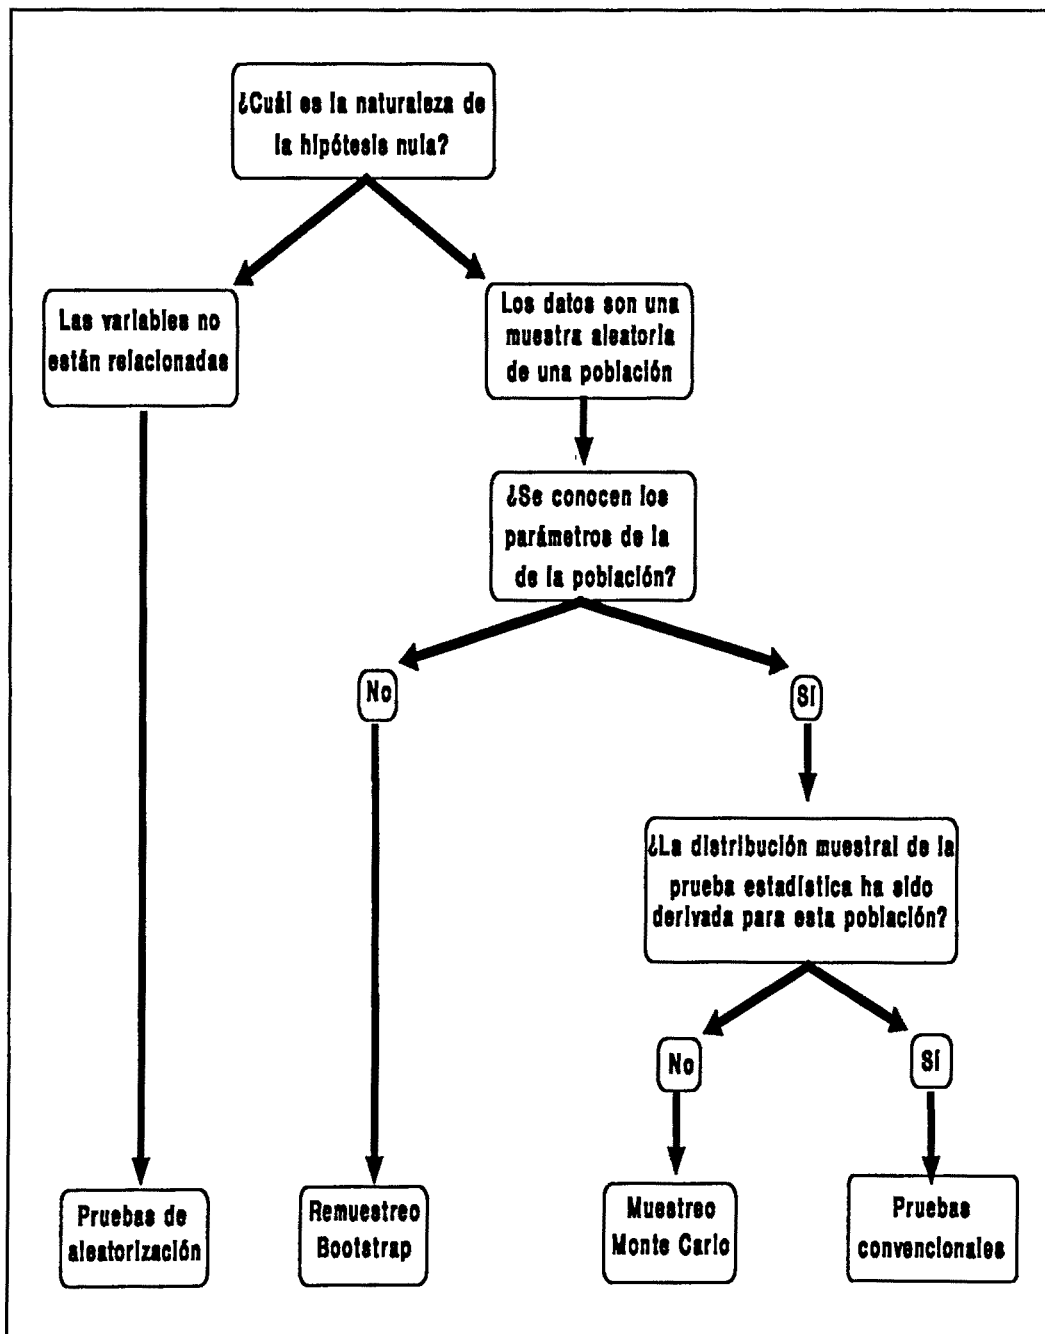 ¿Cuál es la naturaleza de
la hipótesis nula?
Las variables no
están relacionadas
Los datos son una
muestra aleatoria
de una población
¿Se conocen los
parámetros de la
de la población?
No
Sí
¿La distribución muestral de la
prueba estadística ha sido
derivada para esta población?
No
Sí
Pruebas de
aleatorización
Remuestreo
Bootstrap
Muestreo
Monte Carlo
Pruebas
convencionales